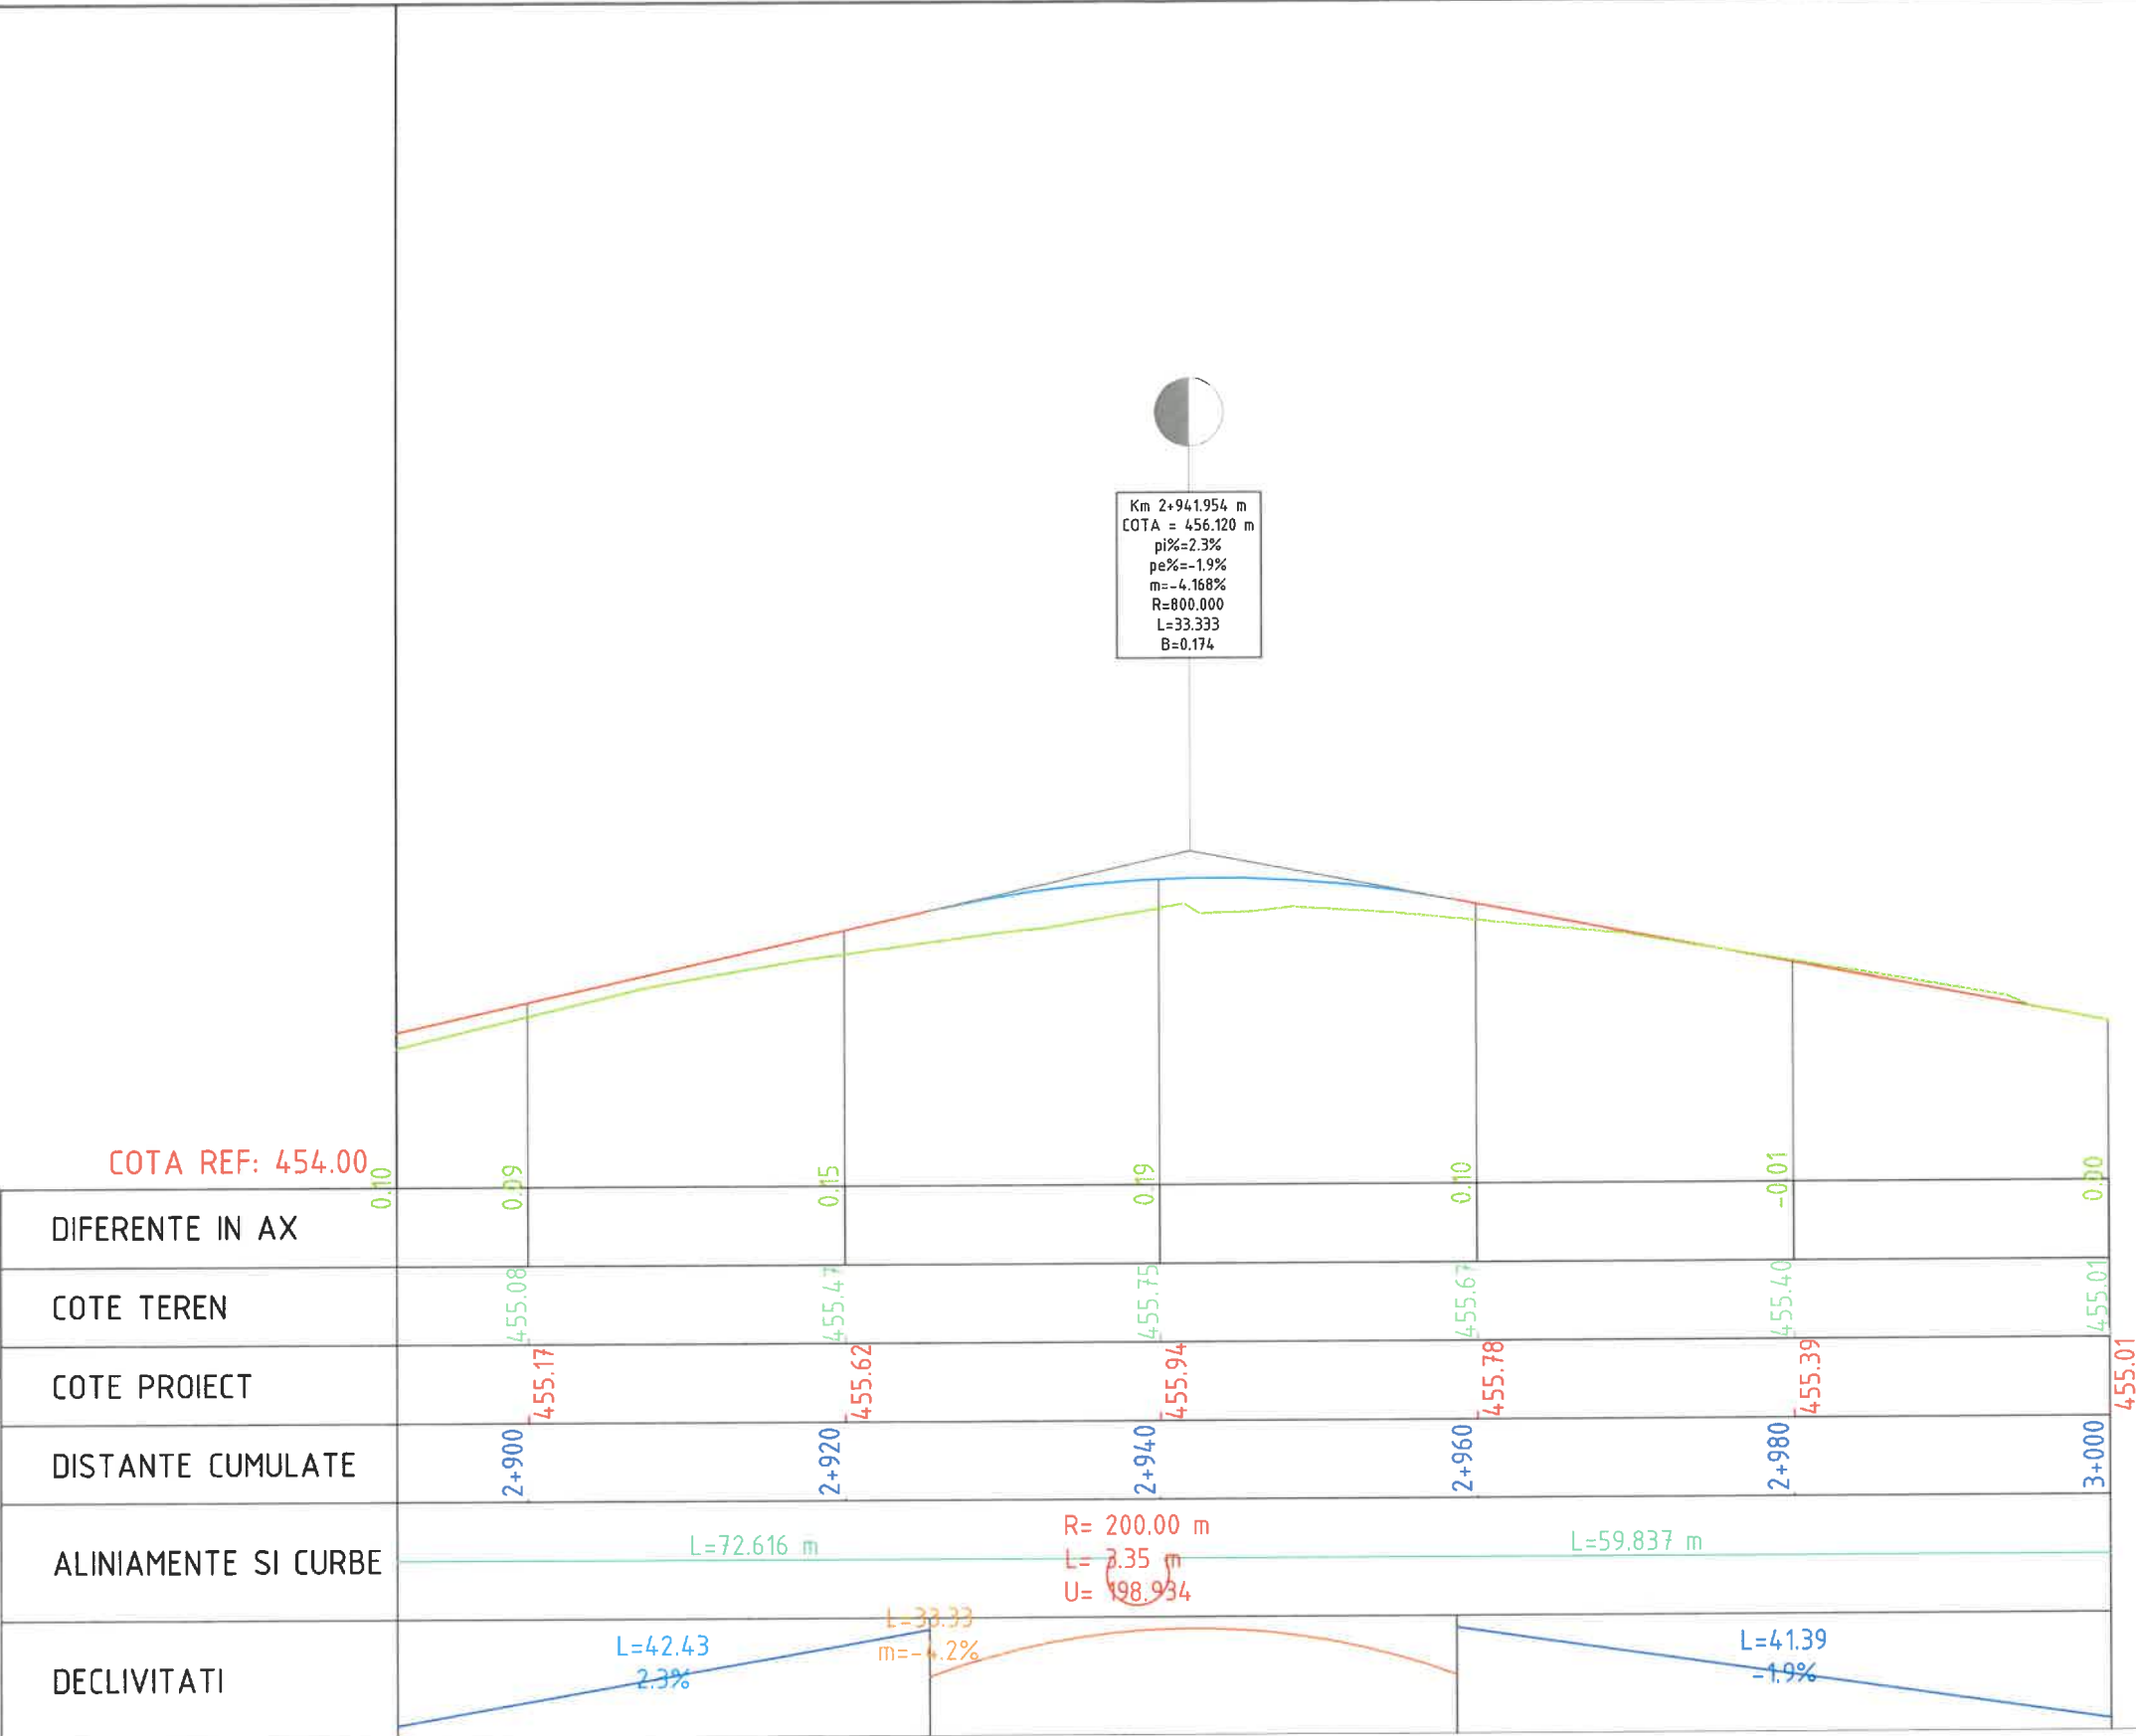 Km 2+941.954 m
COTA = 456.120 m
pi%=2.3%
pe%=-1.9%
m=-4.168%
R=800.000
L=33.333
B=0.174
COTA REF: 454.00
DIFERENTE IN AX
0.10
0.09
0.15
0.19
0.10
-0.01
0.00
COTE TEREN
455.08
455.47
455.75
455.67
455.40
455.01
COTE PROIECT
455.17
455.62
455.94
455.78
455.39
455.01
DISTANTE CUMULATE
2+900
2+920
2+940
2+960
2+980
3+000
ALINIAMENTE SI CURBE
L=72.616 m
R= 200.00 m
L= 3.35 m
U= 198.934
L=59.837 m
DECLIVITATI
L=42.43
2.3%
L=33.33
m=-4.2%
L=41.39
-1.9%